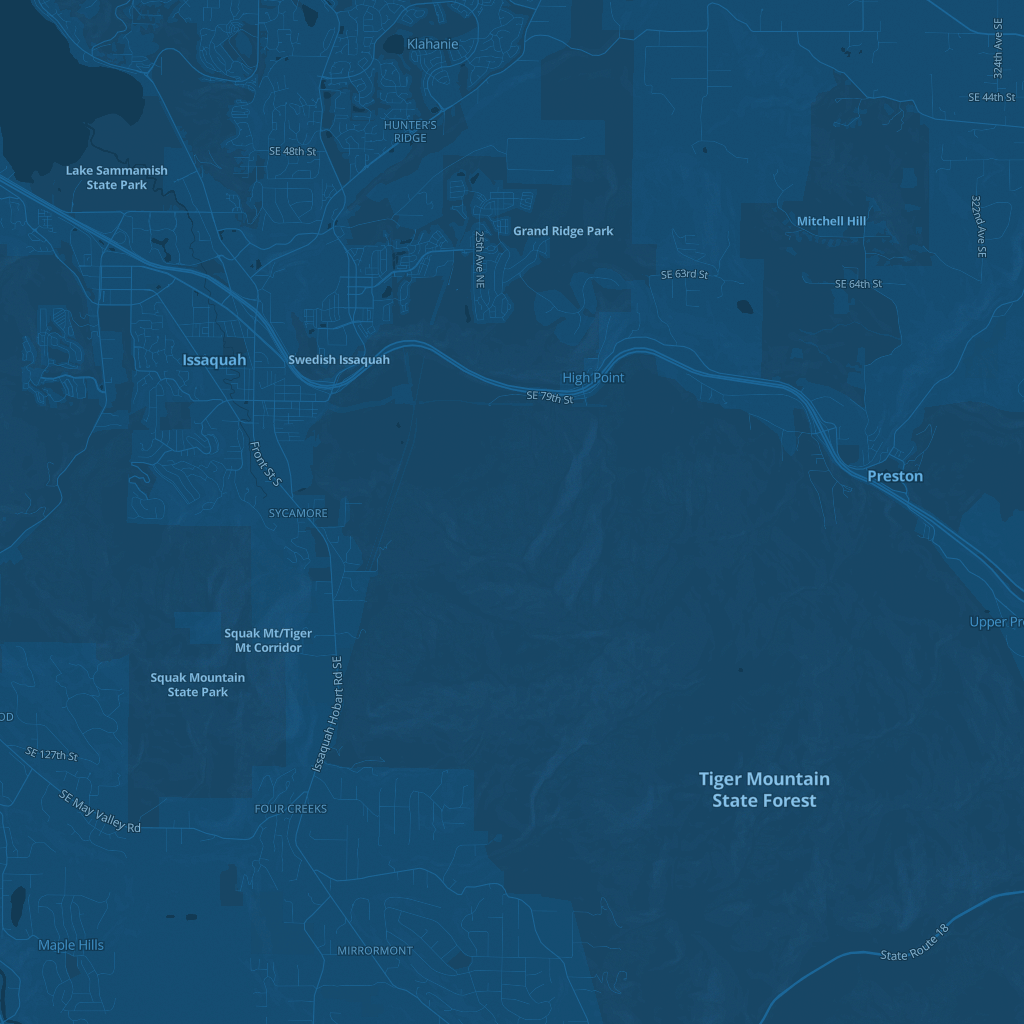 324th Ave SE
Klahanie
SE 44th St
HUNTER'S
RIDGE
SE 48th St
Lake Sammamish
State Park
322nd Ave SE
Mitchell Hill
Grand Ridge Park
25th Ave NE
SE 63rd St
SE 64th St
Issaquah
Swedish Issaquah
High Point
SE 79th St
Front St S
Preston
SYCAMORE
Upper Pre
Squak Mt/Tiger
Mt Corridor
Squak Mountain
State Park
Issaquah Hobart Rd SE
OD
SE 127th St
Tiger Mountain
State Forest
SE May Valley Rd
FOUR CREEKS
State Route 18
Maple Hills
MIRRORMONT